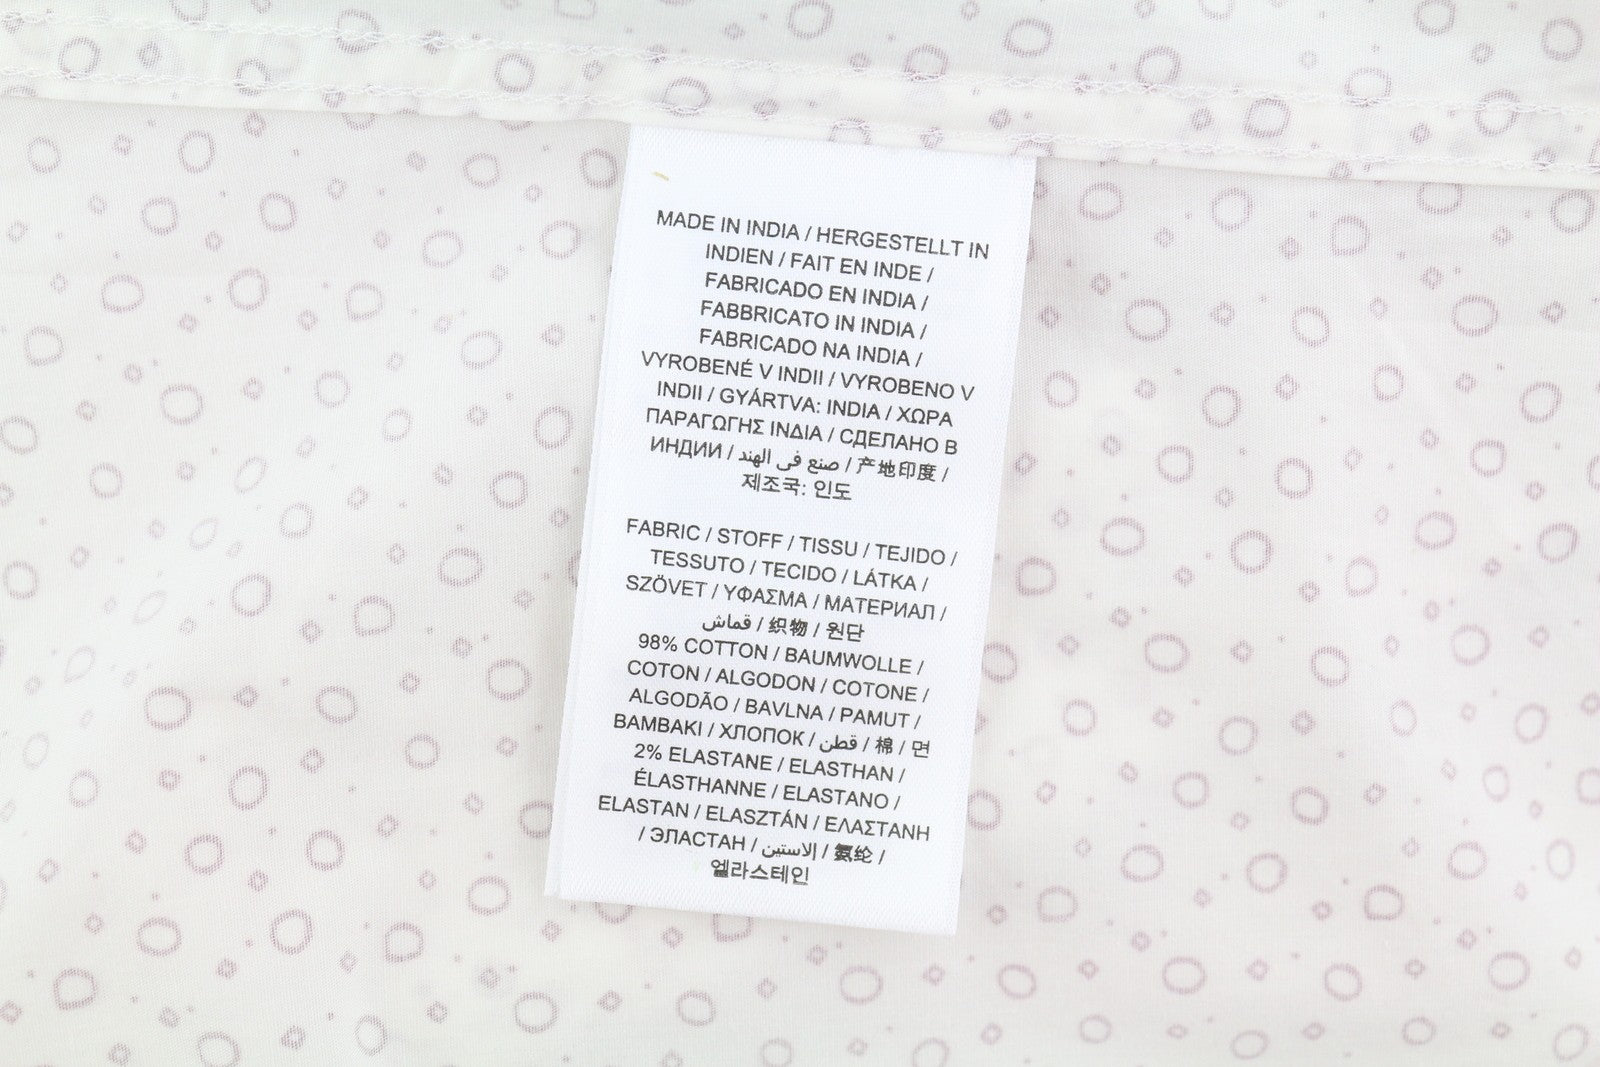 MADE IN INDIA / HERGESTELLT IN
INDIEN / FAIT EN INDE /
FABRICADO EN INDIA /
FABBRICATO IN INDIA /
FABRICADO NA INDIA /
VYROBENÉ V INDII / VYROBENO V
INDII / GYÁRTVA: INDIA / ΧΩΡΑ
ΠΑΡΑΓΩΓΗΣ ΙΝΔΙΑ / СДЕЛАНО В
ИНДИИ / صنع فى الهند / 产地印度 /
제조국: 인도
FABRIC / STOFF / TISSU / TEJIDO /
TESSUTO / TECIDO / LÁTKA /
SZÖVET / ΥΦΑΣΜΑ / МАТЕРИАЛ /
قماش / 织物 / 원단
98% COTTON / BAUMWOLLE /
COTON / ALGODON / COTONE /
ALGODÃO / BAVLNA / PAMUT /
ΒΑΜΒΑΚΙ / ХЛОПОК / قطن / 棉 / 면
2% ELASTANE / ELASTHAN /
ÉLASTHANNE / ELASTANO /
ELASTAN / ELASZTÁN / ΕΛΑΣΤΑΝΗ
/ ЭЛАСТАН / إلاستين / 氨纶 /
엘라스테인